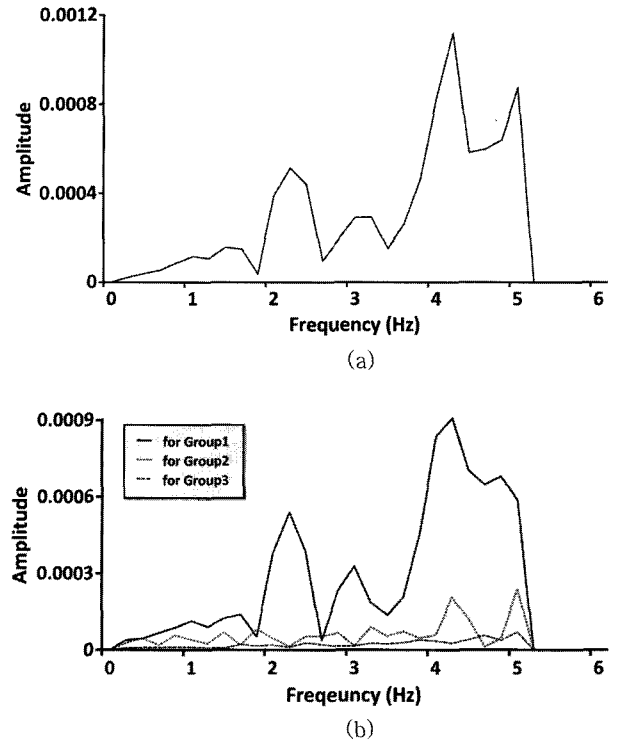 0.0012
0.0008
0.0004
0
Amplitude
0 1 2 3 4 5 6
Frequency (Hz)
(a)
0.0009
0.0006
0.0003
0
Amplitude
for Group1
for Group2
for Group3
0 1 2 3 4 5 6
Freqeuncy (Hz)
(b)